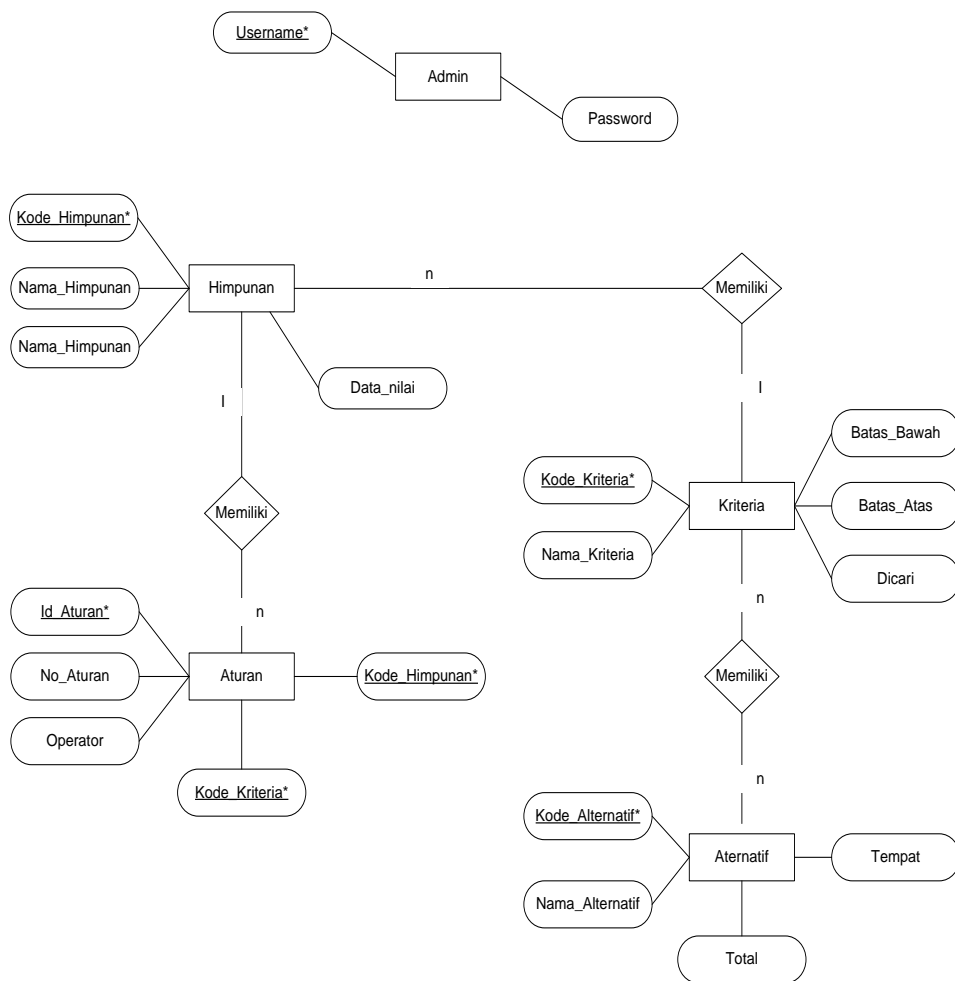 Username*
Admin
Password
Kode_Himpunan*
Nama_Himpunan
Himpunan
n
Memiliki
Nama_Himpunan
Data_nilai
I
I
Batas_Bawah
Kode_Kriteria*
Kriteria
Batas_Atas
Memiliki
Nama_Kriteria
Dicari
n
Id_Aturan*
n
No_Aturan
Aturan
Kode_Himpunan*
Memiliki
Operator
n
Kode_Kriteria*
Kode_Alternatif*
Aternatif
Tempat
Nama_Alternatif
Total